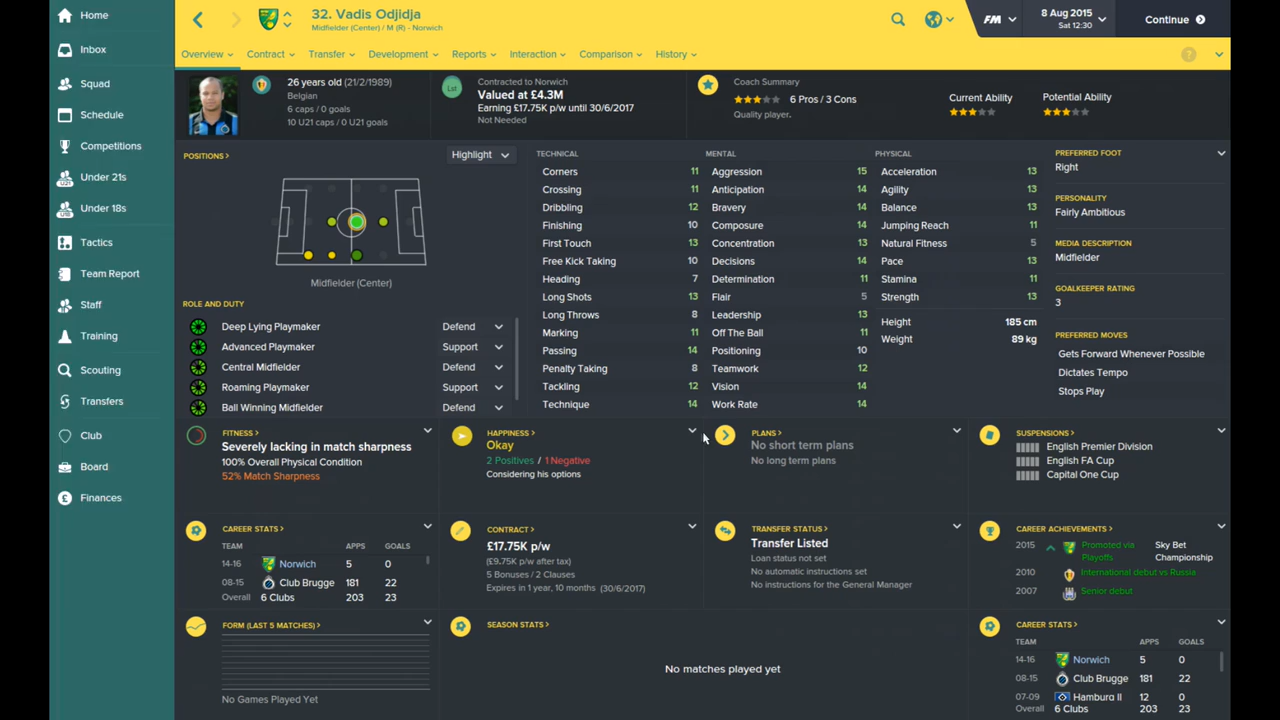 Home
Inbox
Squad
Schedule
Competitions
Under 21s
Under 18s
Tactics
Team Report
Staff
Training
Scouting
Transfers
Club
Board
Finances
32. Vadis Odjidja
Midfielder (Center) / M (R) - Norwich
FM
8 Aug 2015
Sat 12:30
Continue
Overview
Contract
Transfer
Development
Reports
Interaction
Comparison
History
26 years old (21/2/1989)
Belgian
6 caps / 0 goals
10 U21 caps / 0 U21 goals
Lst
Contracted to Norwich
Valued at £4.3M
Earning £17.75K p/w until 30/6/2017
Not Needed
Coach Summary
6 Pros / 3 Cons
Quality player.
Current Ability
Potential Ability
POSITIONS >
Highlight
Midfielder (Center)
ROLE AND DUTY
Deep Lying Playmaker Defend
Advanced Playmaker Support
Central Midfielder Defend
Roaming Playmaker Support
Ball Winning Midfielder Defend
TECHNICAL
Corners 11
Crossing 11
Dribbling 12
Finishing 10
First Touch 13
Free Kick Taking 10
Heading 7
Long Shots 13
Long Throws 8
Marking 11
Passing 14
Penalty Taking 8
Tackling 12
Technique 14
MENTAL
Aggression 15
Anticipation 14
Bravery 14
Composure 14
Concentration 13
Decisions 14
Determination 11
Flair 5
Leadership 13
Off The Ball 11
Positioning 10
Teamwork 12
Vision 14
Work Rate 14
PHYSICAL
Acceleration 13
Agility 13
Balance 13
Jumping Reach 11
Natural Fitness 5
Pace 13
Stamina 11
Strength 13
Height 185 cm
Weight 89 kg
PREFERRED FOOT
Right
PERSONALITY
Fairly Ambitious
MEDIA DESCRIPTION
Midfielder
GOALKEEPER RATING
3
PREFERRED MOVES
Gets Forward Whenever Possible
Dictates Tempo
Stops Play
FITNESS >
Severely lacking in match sharpness
100% Overall Physical Condition
52% Match Sharpness
HAPPINESS >
Okay
2 Positives / 1 Negative
Considering his options
PLANS >
No short term plans
No long term plans
SUSPENSIONS >
English Premier Division
English FA Cup
Capital One Cup
CAREER STATS >
TEAM APPS GOALS
14-16 Norwich 5 0
08-15 Club Brugge 181 22
Overall 6 Clubs 203 23
CONTRACT >
£17.75K p/w
(£9.75K p/w after tax)
5 Bonuses / 2 Clauses
Expires in 1 year, 10 months (30/6/2017)
TRANSFER STATUS >
Transfer Listed
Loan status not set
No automatic instructions set
No instructions for the General Manager
CAREER ACHIEVEMENTS >
2015 Promoted via Playoffs Sky Bet Championship
2010 International debut vs Russia
2007 Senior debut
FORM (LAST 5 MATCHES) >
No Games Played Yet
SEASON STATS >
No matches played yet
CAREER STATS >
TEAM APPS GOALS
14-16 Norwich 5 0
08-15 Club Brugge 181 22
07-09 Hamburg II 12 0
Overall 6 Clubs 203 23